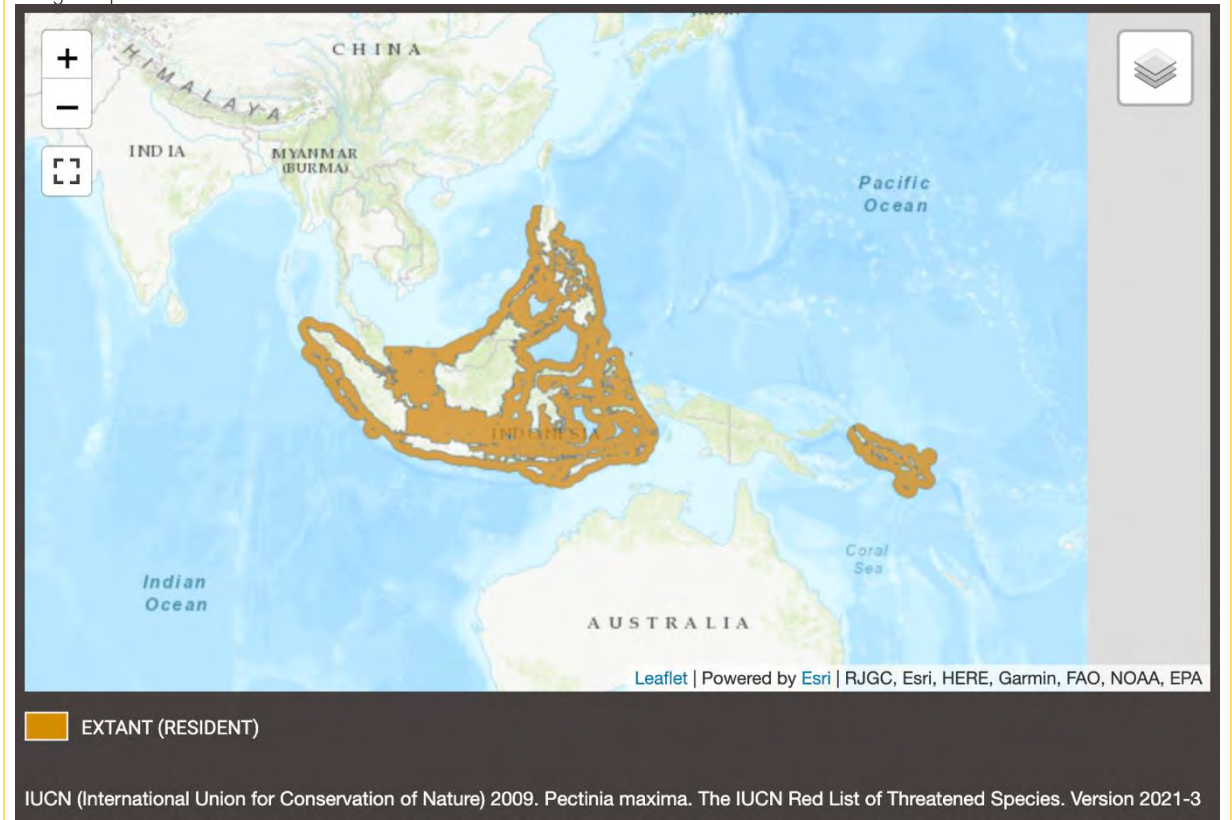 CHINA
HIMALAYA
INDIA
MYANMAR
(BURMA)
Pacific
Ocean
INDONESIA
Coral
Sea
Indian
Ocean
AUSTRALIA
Leaflet | Powered by Esri | RJGC, Esri, HERE, Garmin, FAO, NOAA, EPA
EXTANT (RESIDENT)
IUCN (International Union for Conservation of Nature) 2009. Pectinia maxima. The IUCN Red List of Threatened Species. Version 2021-3